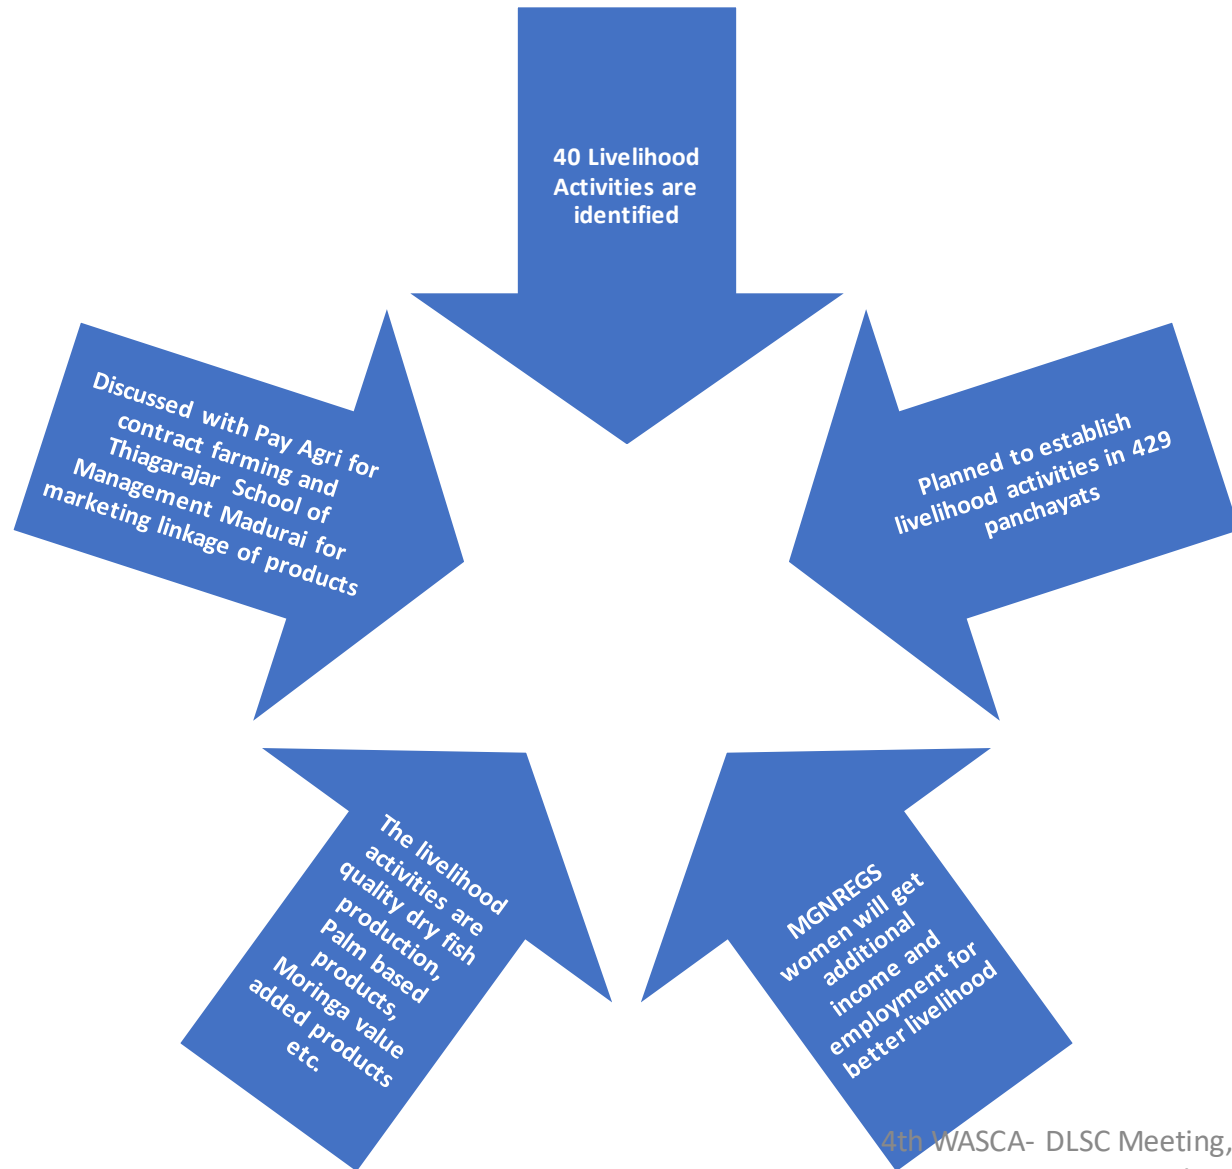 40 Livelihood
Activities are
identified
Planned to establish
livelihood activities in 429
panchayats
MGNREGS
women will get
additional
income and
employment for
better livelihood
The livelihood
activities are
quality dry fish
production,
Palm based
products,
Moringa value
added products
etc.
Discussed with Pay Agri for
contract farming and
Thiagarajar School of
Management Madurai for
marketing linkage of products
4th WASCA- DLSC Meeting,